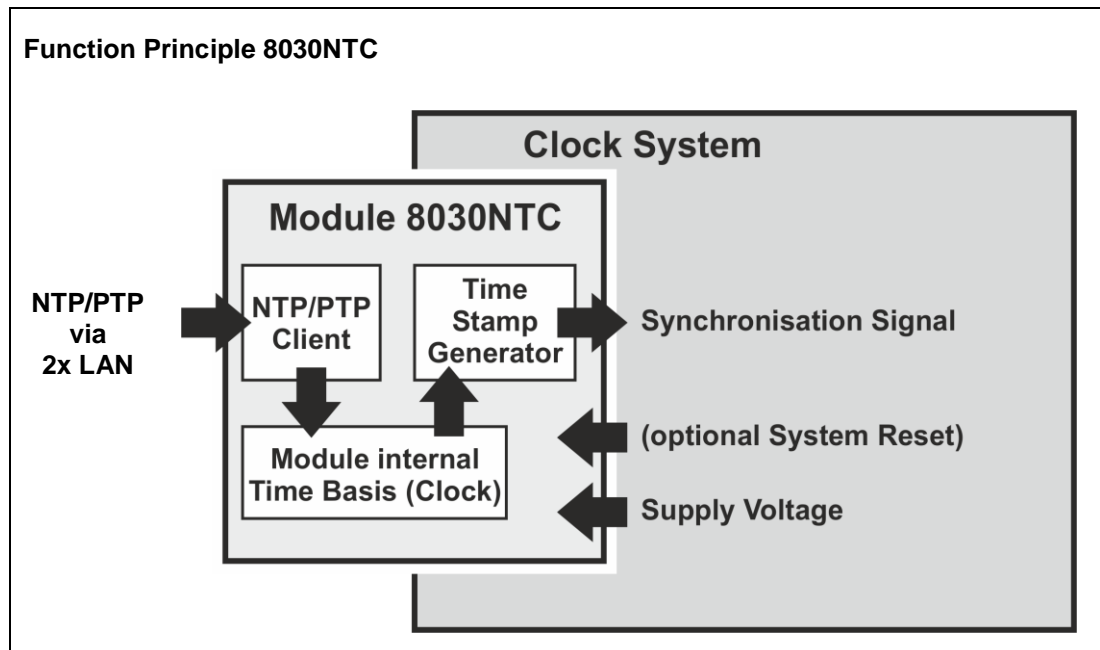 Function Principle 8030NTC
Clock System
Module 8030NTC
NTP/PTP
via
2x LAN
NTP/PTP
Client
Time
Stamp
Generator
Synchronisation Signal
Module internal
Time Basis (Clock)
(optional System Reset)
Supply Voltage